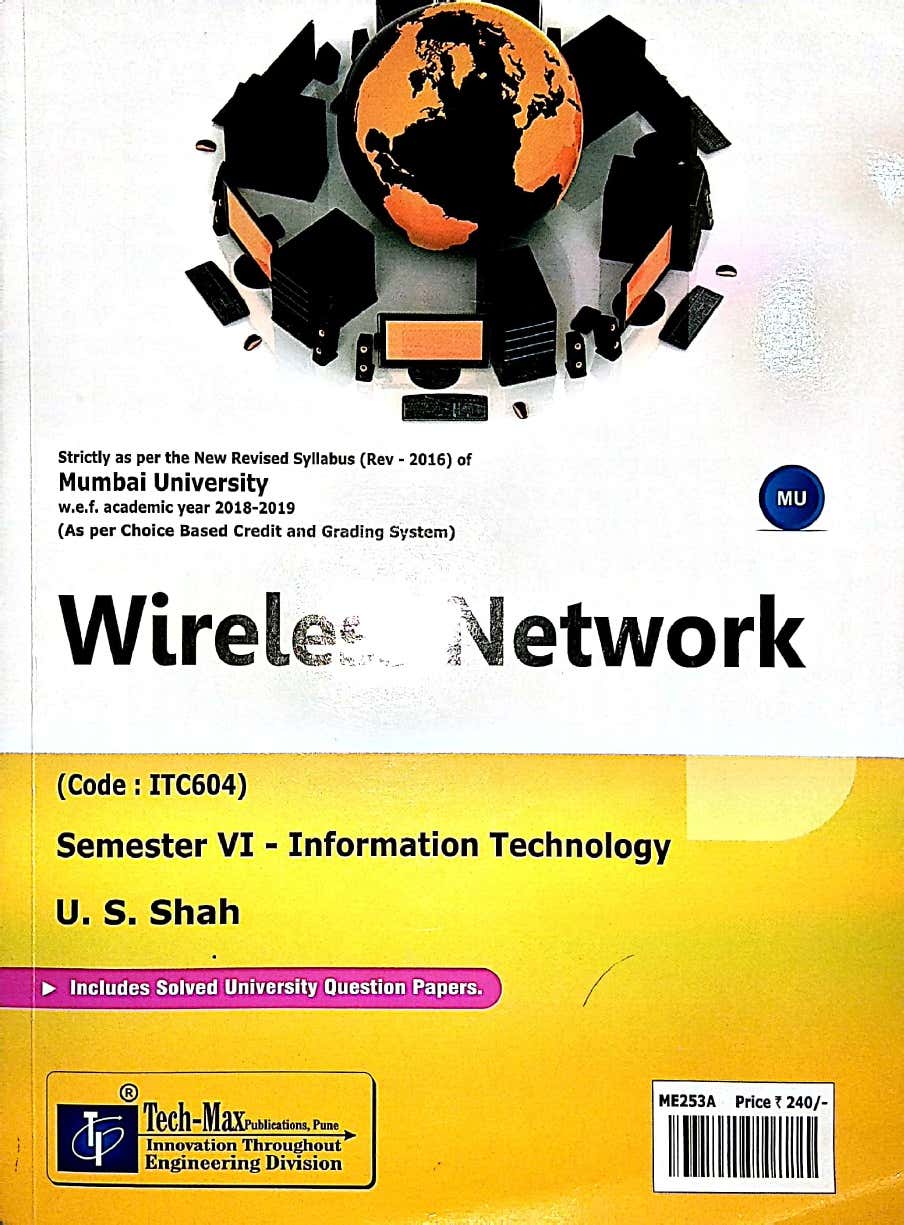 Strictly as per the New Revised Syllabus (Rev - 2016) of
Mumbai University
w.e.f. academic year 2018-2019
(As per Choice Based Credit and Grading System)
MU
Wireless Network
(Code : ITC604)
Semester VI - Information Technology
U. S. Shah
Includes Solved University Question Papers.
®
Tech-Max Publications, Pune
Innovation Throughout
Engineering Division
ME253A Price ₹ 240/-